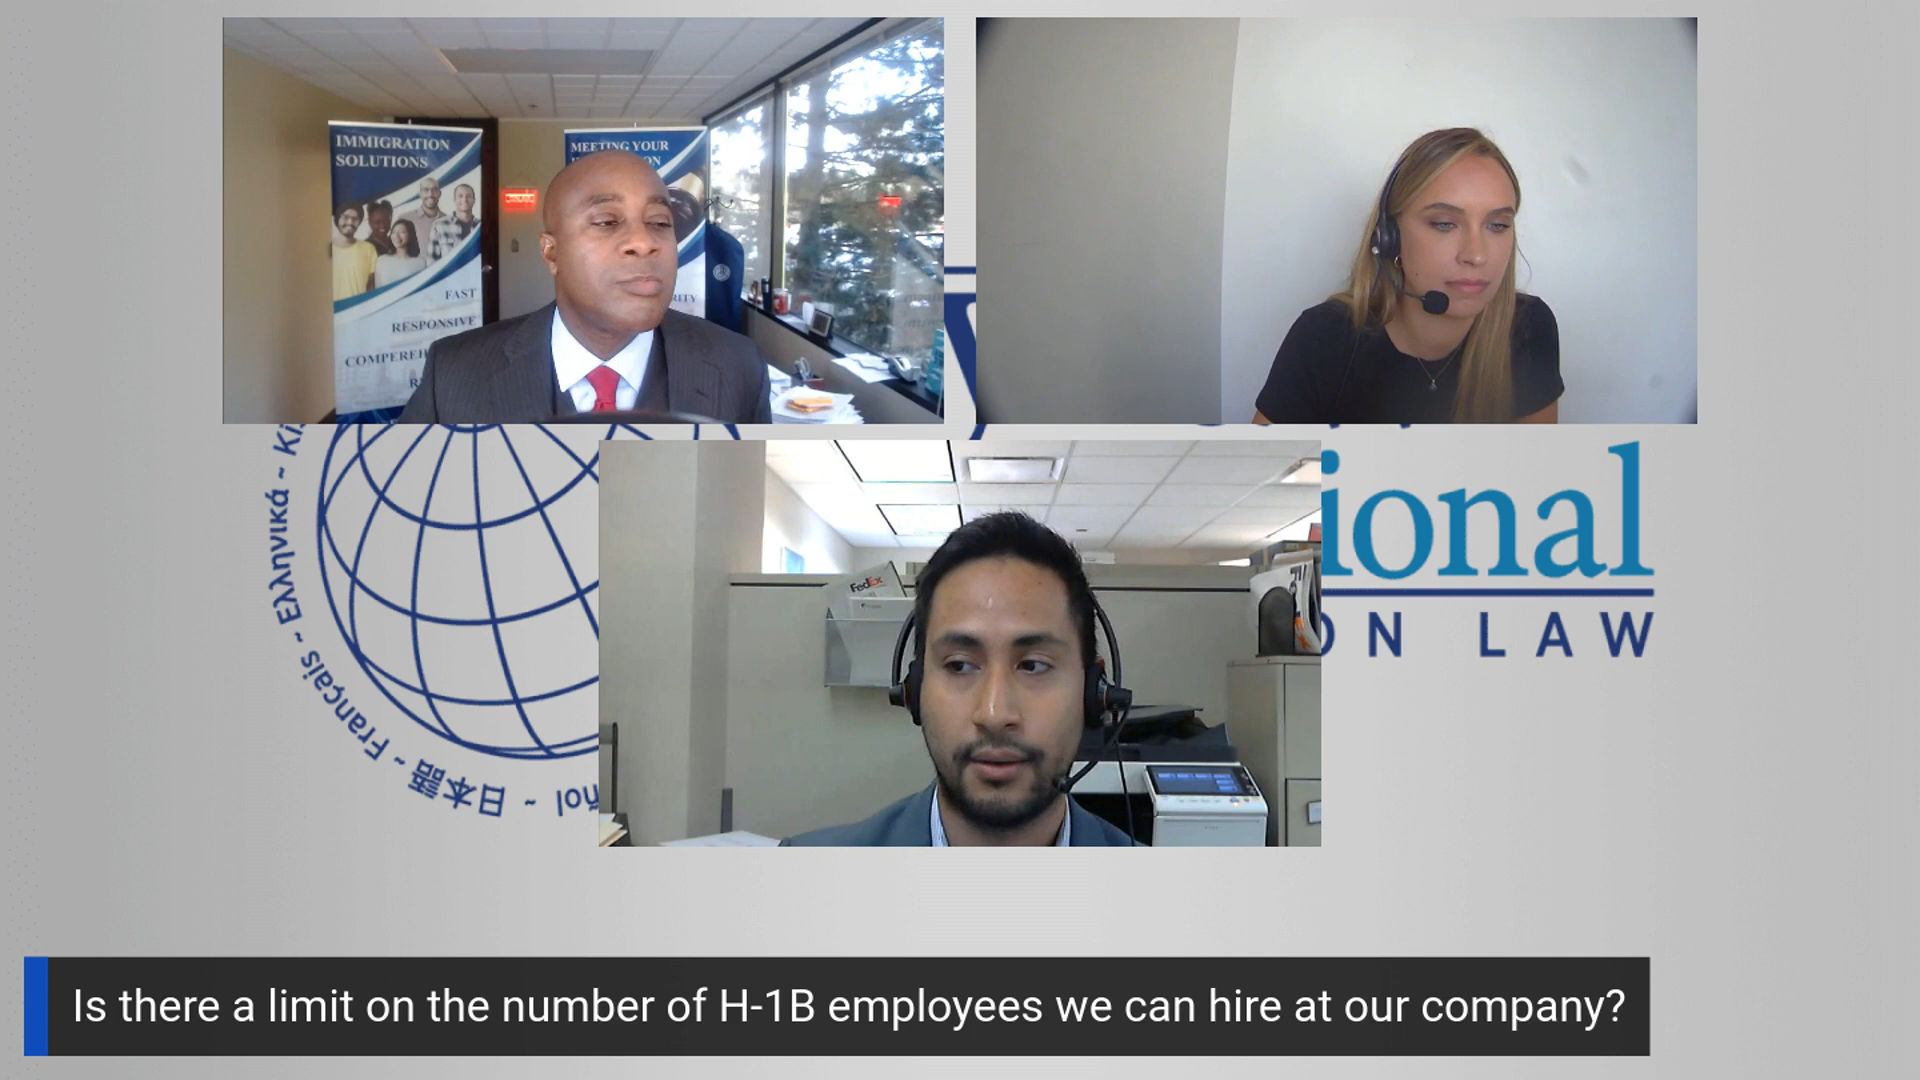 IMMIGRATION
SOLUTIONS
FAST
RESPONSIVE
MEETING YOUR
FedEx
ional
ON LAW
Ελληνικά ~
Français ~
日本語 ~
Is there a limit on the number of H-1B employees we can hire at our company?